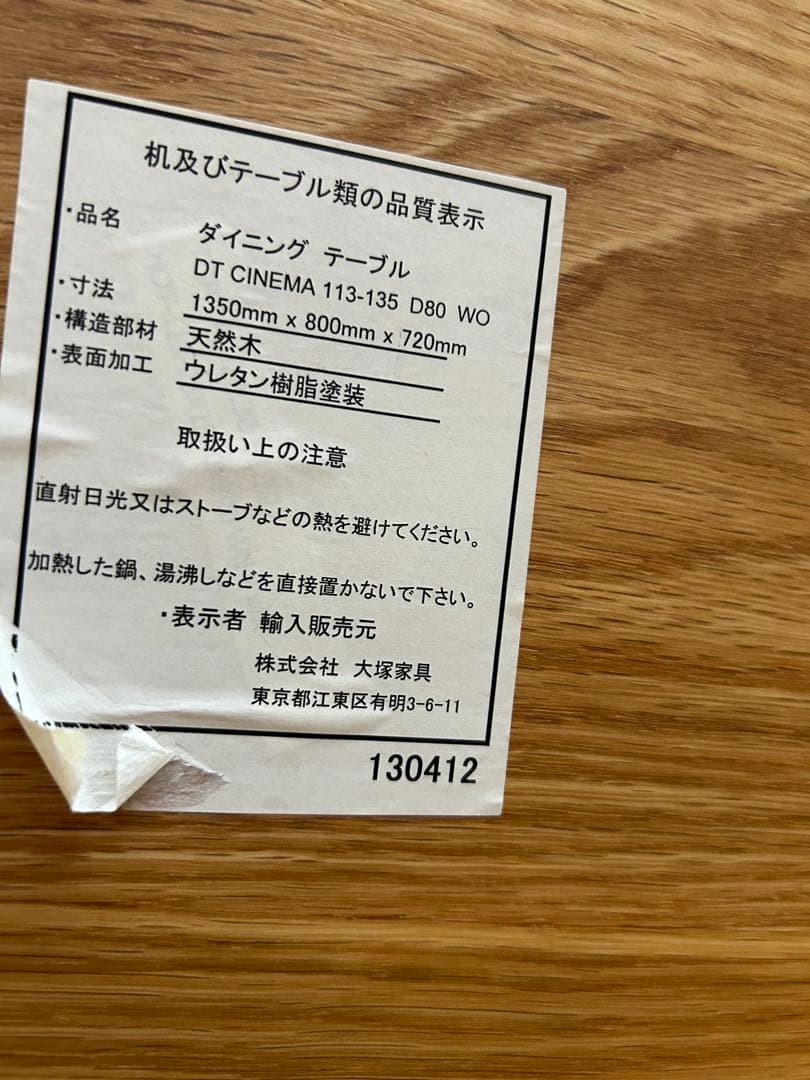 机及びテーブル類の品質表示
・品名 ダイニング テーブル
DT CINEMA 113-135 D80 WO
・寸法 1350mm x 800mm x 720mm
・構造部材 天然木
・表面加工 ウレタン樹脂塗装
取扱い上の注意
直射日光又はストーブなどの熱を避けてください。
加熱した鍋、湯沸しなどを直接置かないで下さい。
・表示者 輸入販売元
株式会社 大塚家具
東京都江東区有明3-6-11
130412